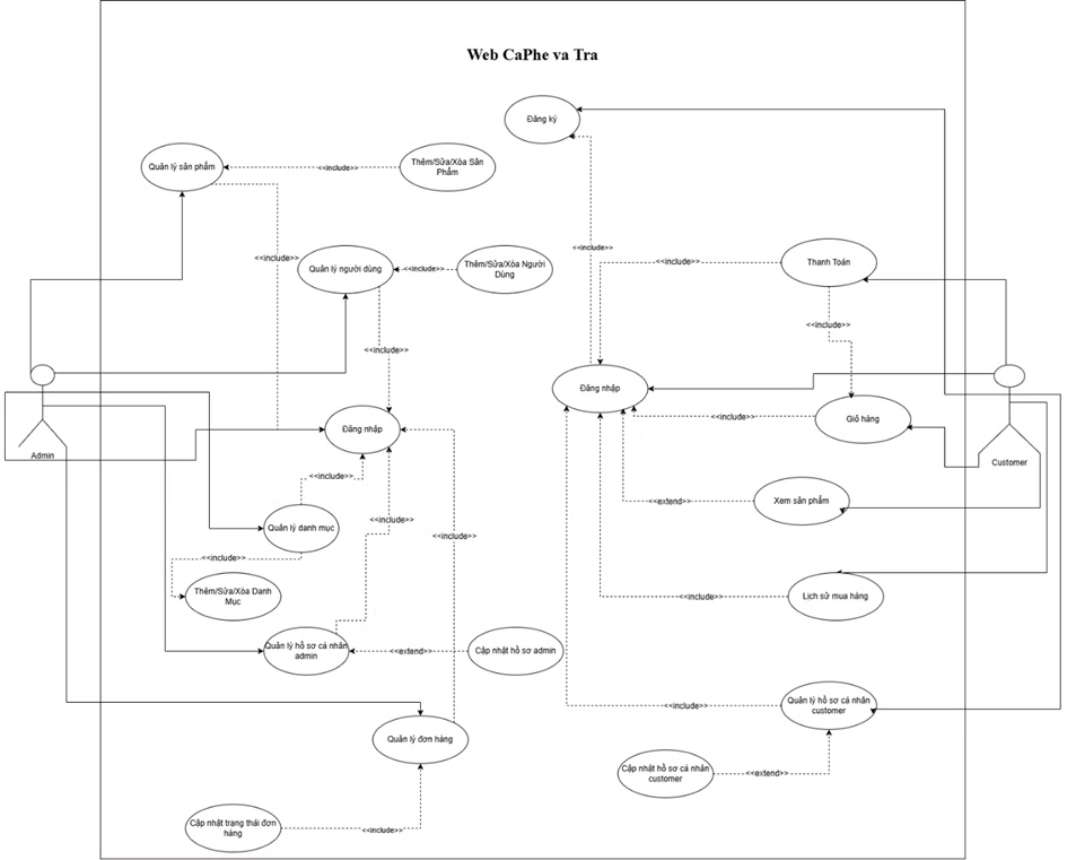 Web CaPhe va Tra
Đăng ký
Quản lý sản phẩm
<<include>>
Thêm/Sửa/Xóa Sản
Phẩm
<<include>>
<<include>>
Quản lý người dùng
<<include>>
Thêm/Sửa/Xóa Người
Dùng
<<include>>
Thanh Toán
<<include>>
<<include>>
Đăng nhập
Đăng nhập
<<include>>
Giỏ hàng
Admin
Customer
<<include>>
<<extend>>
Xem sản phẩm
<<include>>
Quản lý danh mục
<<include>>
<<include>>
Thêm/Sửa/Xóa Danh
Mục
<<include>>
Lịch sử mua hàng
Quản lý hồ sơ cá nhân
admin
<<extend>>
Cập nhật hồ sơ admin
<<include>>
Quản lý hồ sơ cá nhân
customer
Quản lý đơn hàng
Cập nhật hồ sơ cá nhân
customer
<<extend>>
Cập nhật trạng thái đơn
hàng
<<include>>